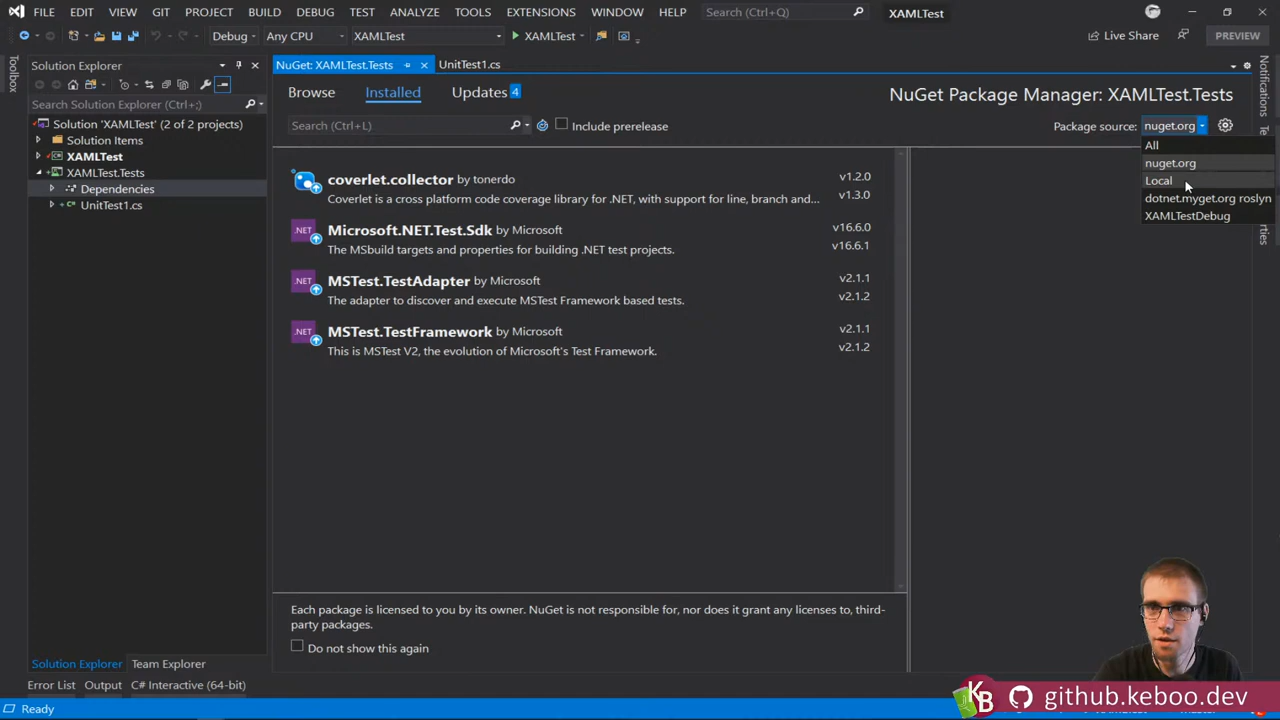 FILE EDIT VIEW GIT PROJECT BUILD DEBUG TEST ANALYZE TOOLS EXTENSIONS WINDOW HELP Search (Ctrl+Q) XAMLTest
Debug Any CPU XAMLTest XAMLTest Live Share PREVIEW
Toolbox
Solution Explorer
Search Solution Explorer (Ctrl+;)
Solution 'XAMLTest' (2 of 2 projects)
Solution Items
XAMLTest
XAMLTest.Tests
Dependencies
UnitTest1.cs
Solution Explorer Team Explorer
NuGet: XAMLTest.Tests UnitTest1.cs
Browse Installed Updates 4
NuGet Package Manager: XAMLTest.Tests
Search (Ctrl+L) Include prerelease
Package source: nuget.org
All
nuget.org
Local
dotnet.myget.org roslyn
XAMLTestDebug
Notifications
coverlet.collector by tonerdo v1.2.0
Coverlet is a cross platform code coverage library for .NET, with support for line, branch and... v1.3.0
.NET
Microsoft.NET.Test.Sdk by Microsoft v16.6.0
The MSbuild targets and properties for building .NET test projects. v16.6.1
.NET
MSTest.TestAdapter by Microsoft v2.1.1
The adapter to discover and execute MSTest Framework based tests. v2.1.2
.NET
MSTest.TestFramework by Microsoft v2.1.1
This is MSTest V2, the evolution of Microsoft's Test Framework. v2.1.2
Each package is licensed to you by its owner. NuGet is not responsible for, nor does it grant any licenses to, third-
party packages.
Do not show this again
Error List Output C# Interactive (64-bit)
Ready
KB github.keboo.dev